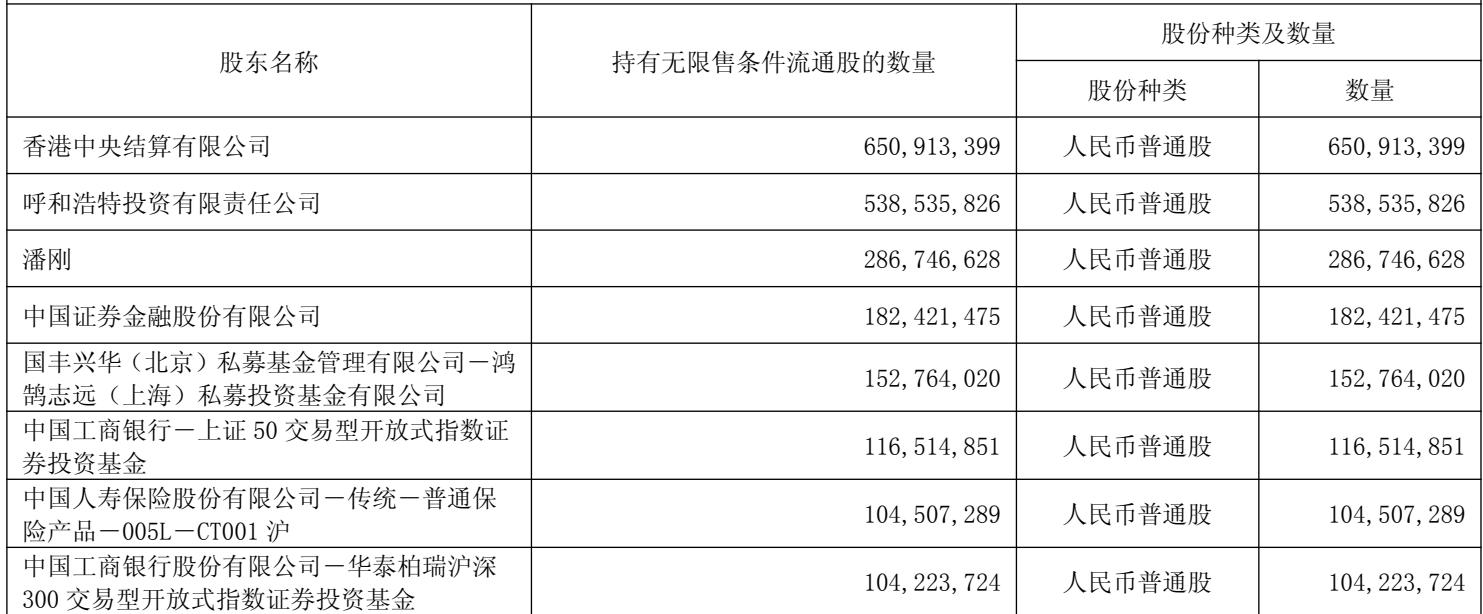 股东名称 持有无限售条件流通股的数量 股份种类及数量
股份种类 数量
香港中央结算有限公司 650,913,399 人民币普通股 650,913,399
呼和浩特投资有限责任公司 538,535,826 人民币普通股 538,535,826
潘刚 286,746,628 人民币普通股 286,746,628
中国证券金融股份有限公司 182,421,475 人民币普通股 182,421,475
国丰兴华（北京）私募基金管理有限公司－鸿
鹄志远（上海）私募投资基金有限公司 152,764,020 人民币普通股 152,764,020
中国工商银行－上证 50 交易型开放式指数证
券投资基金 116,514,851 人民币普通股 116,514,851
中国人寿保险股份有限公司－传统－普通保
险产品－005L－CT001 沪 104,507,289 人民币普通股 104,507,289
中国工商银行股份有限公司－华泰柏瑞沪深
300 交易型开放式指数证券投资基金 104,223,724 人民币普通股 104,223,724